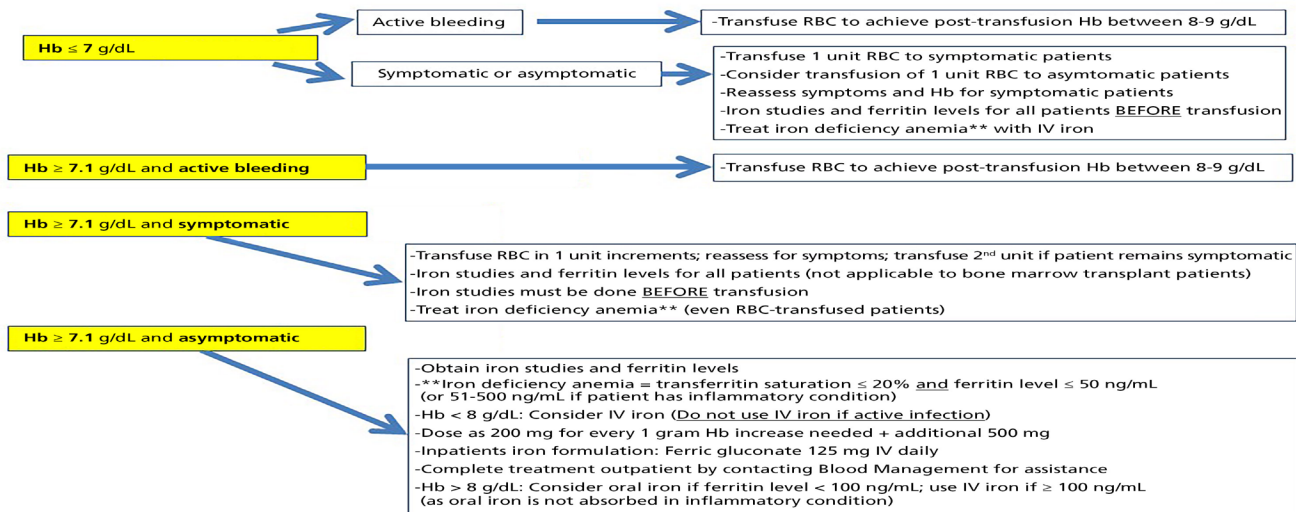 Active bleeding
-Transfuse RBC to achieve post-transfusion Hb between 8-9 g/dL
Hb ≤ 7 g/dL
Symptomatic or asymptomatic
-Transfuse 1 unit RBC to symptomatic patients
-Consider transfusion of 1 unit RBC to asymtomatic patients
-Reassess symptoms and Hb for symptomatic patients
-Iron studies and ferritin levels for all patients BEFORE transfusion
-Treat iron deficiency anemia** with IV iron
Hb ≥ 7.1 g/dL and active bleeding
-Transfuse RBC to achieve post-transfusion Hb between 8-9 g/dL
Hb ≥ 7.1 g/dL and symptomatic
-Transfuse RBC in 1 unit increments; reassess for symptoms; transfuse 2nd unit if patient remains symptomatic
-Iron studies and ferritin levels for all patients (not applicable to bone marrow transplant patients)
-Iron studies must be done BEFORE transfusion
-Treat iron deficiency anemia** (even RBC-transfused patients)
Hb ≥ 7.1 g/dL and asymptomatic
-Obtain iron studies and ferritin levels
-**Iron deficiency anemia = transferritin saturation ≤ 20% and ferritin level ≤ 50 ng/mL
(or 51-500 ng/mL if patient has inflammatory condition)
-Hb < 8 g/dL: Consider IV iron (Do not use IV iron if active infection)
-Dose as 200 mg for every 1 gram Hb increase needed + additional 500 mg
-Inpatients iron formulation: Ferric gluconate 125 mg IV daily
-Complete treatment outpatient by contacting Blood Management for assistance
-Hb > 8 g/dL: Consider oral iron if ferritin level < 100 ng/mL; use IV iron if ≥ 100 ng/mL
(as oral iron is not absorbed in inflammatory condition)